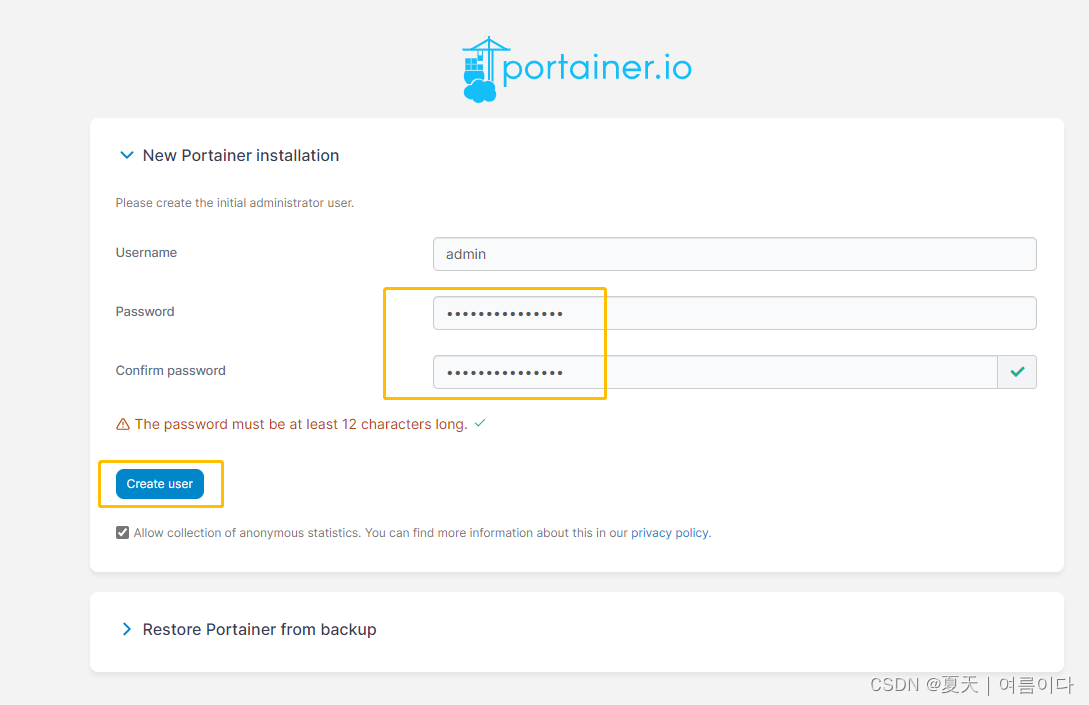 portainer.io
New Portainer installation
Please create the initial administrator user.
Username
admin
Password
•••••••••••••••
Confirm password
•••••••••••••••
The password must be at least 12 characters long.
Create user
Allow collection of anonymous statistics. You can find more information about this in our privacy policy.
Restore Portainer from backup
CSDN @夏天 | 여름이다